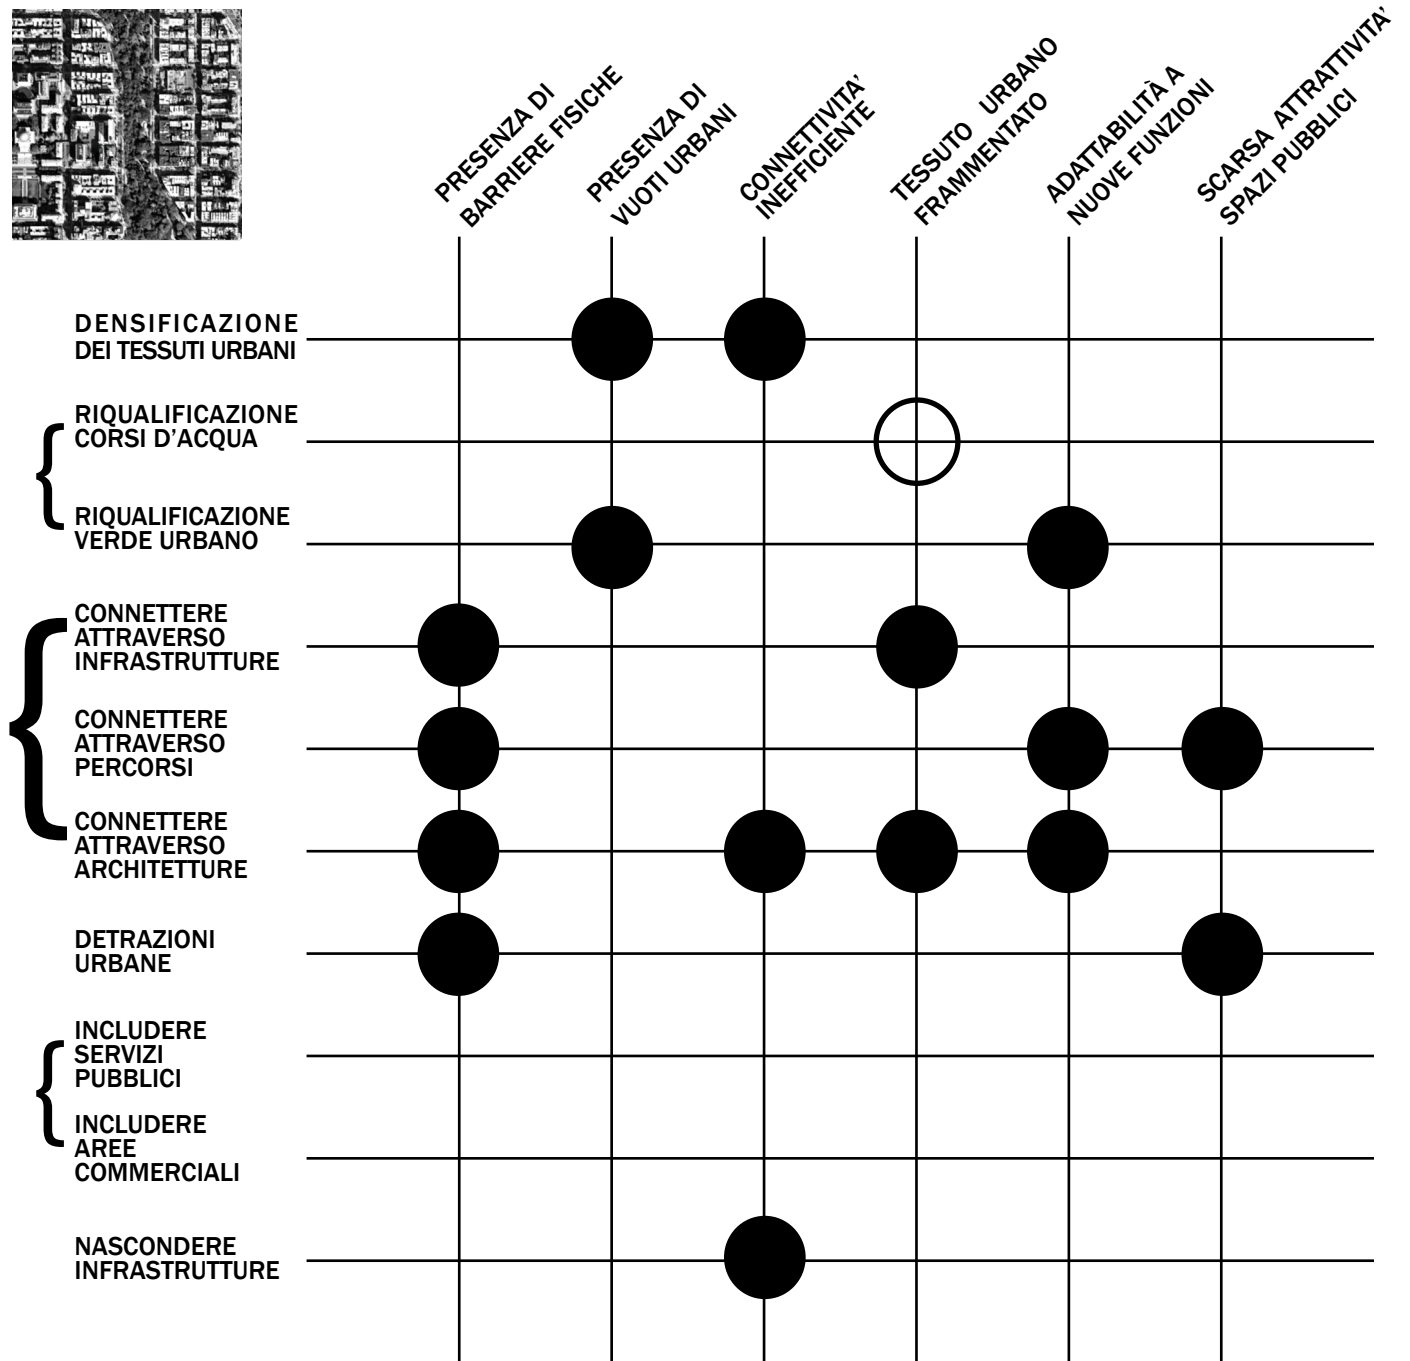 PRESENZA DI
BARRIERE FISICHE
PRESENZA DI
VUOTI URBANI
CONNETTIVITA'
INEFFICIENTE
TESSUTO URBANO
FRAMMENTATO
ADATTABILITÀ A
NUOVE FUNZIONI
SCARSA ATTRATTIVITA'
SPAZI PUBBLICI
DENSIFICAZIONE
DEI TESSUTI URBANI
RIQUALIFICAZIONE
CORSI D'ACQUA
RIQUALIFICAZIONE
VERDE URBANO
CONNETTERE
ATTRAVERSO
INFRASTRUTTURE
CONNETTERE
ATTRAVERSO
PERCORSI
CONNETTERE
ATTRAVERSO
ARCHITETTURE
DETRAZIONI
URBANE
INCLUDERE
SERVIZI
PUBBLICI
INCLUDERE
AREE
COMMERCIALI
NASCONDERE
INFRASTRUTTURE